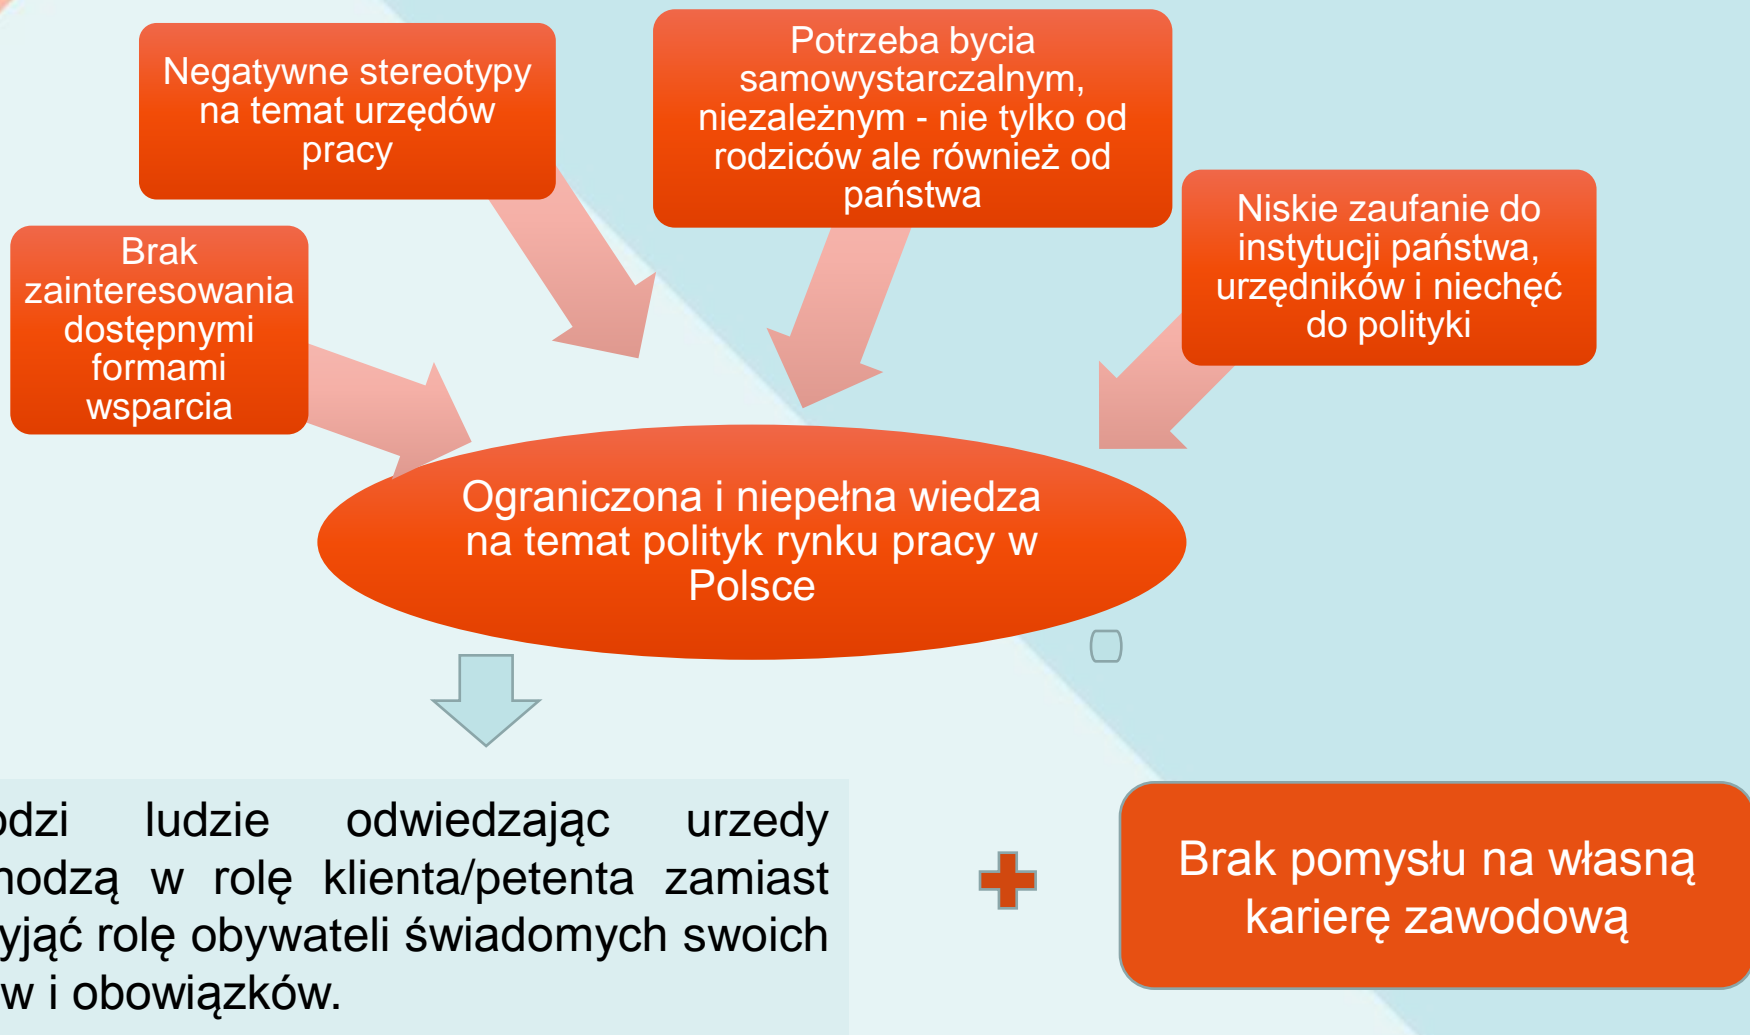 Negatywne stereotypy
na temat urzędów
pracy
Potrzeba bycia
samowystarczalnym,
niezależnym - nie tylko od
rodziców ale również od
państwa
Niskie zaufanie do
instytucji państwa,
urzędników i niechęć
do polityki
Brak
zainteresowania
dostępnymi
formami
wsparcia
Ograniczona i niepełna wiedza
na temat polityk rynku pracy w
Polsce
odzi ludzie odwiedzając urzedy
hodzą w rolę klienta/petenta zamiast
yjąć rolę obywateli świadomych swoich
w i obowiązków.
Brak pomysłu na własną
karierę zawodową